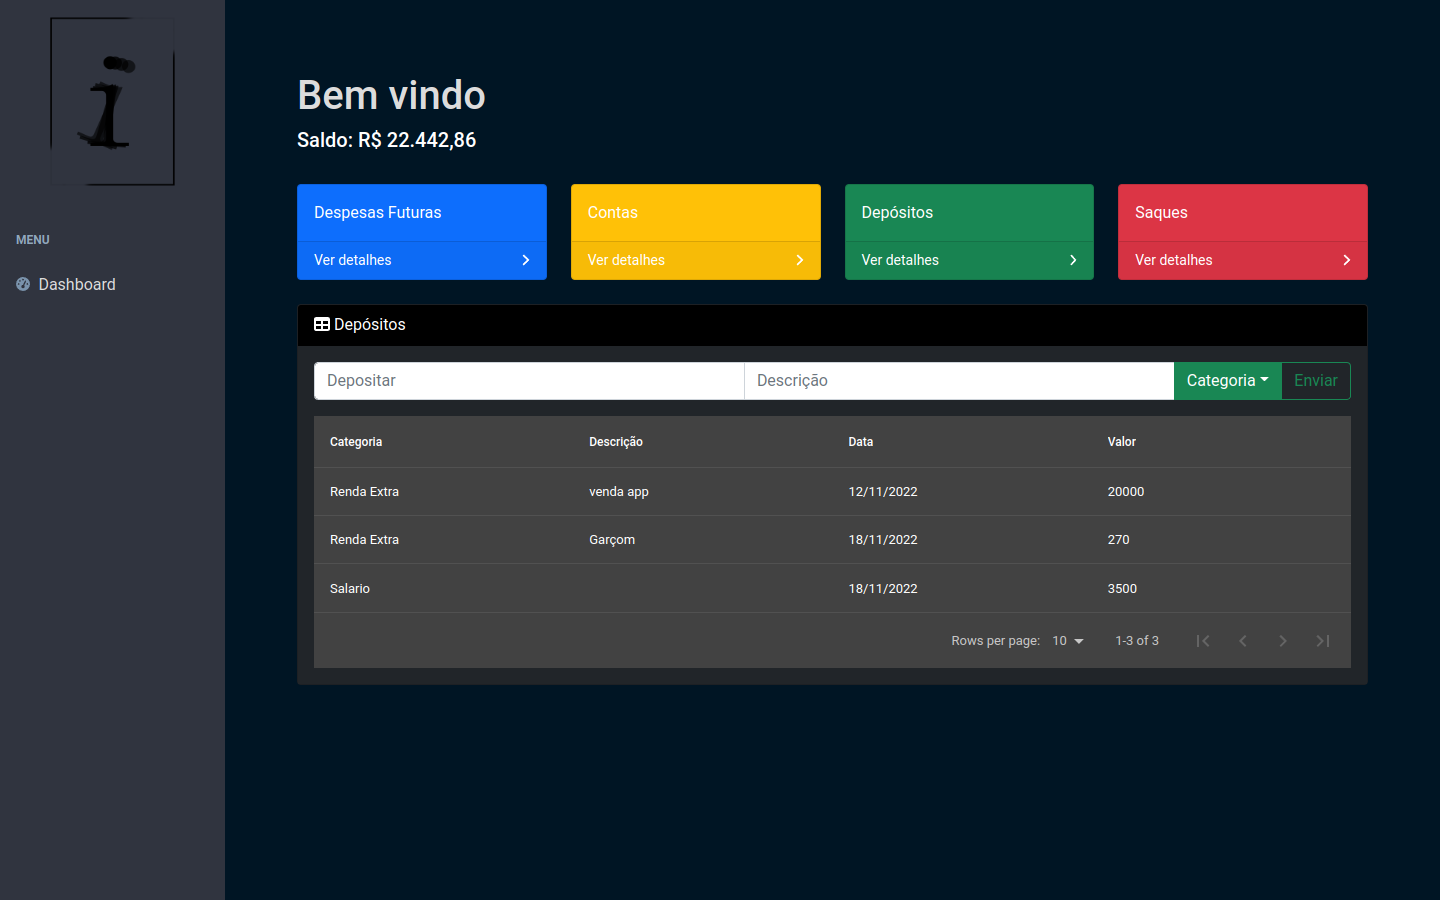 i
MENU
Dashboard
Bem vindo
Saldo: R$ 22.442,86
Despesas Futuras
Ver detalhes
Contas
Ver detalhes
Depósitos
Ver detalhes
Saques
Ver detalhes
Depósitos
Depositar Descrição Categoria Enviar
Categoria Descrição Data Valor
Renda Extra venda app 12/11/2022 20000
Renda Extra Garçom 18/11/2022 270
Salario 18/11/2022 3500
Rows per page: 10 1-3 of 3